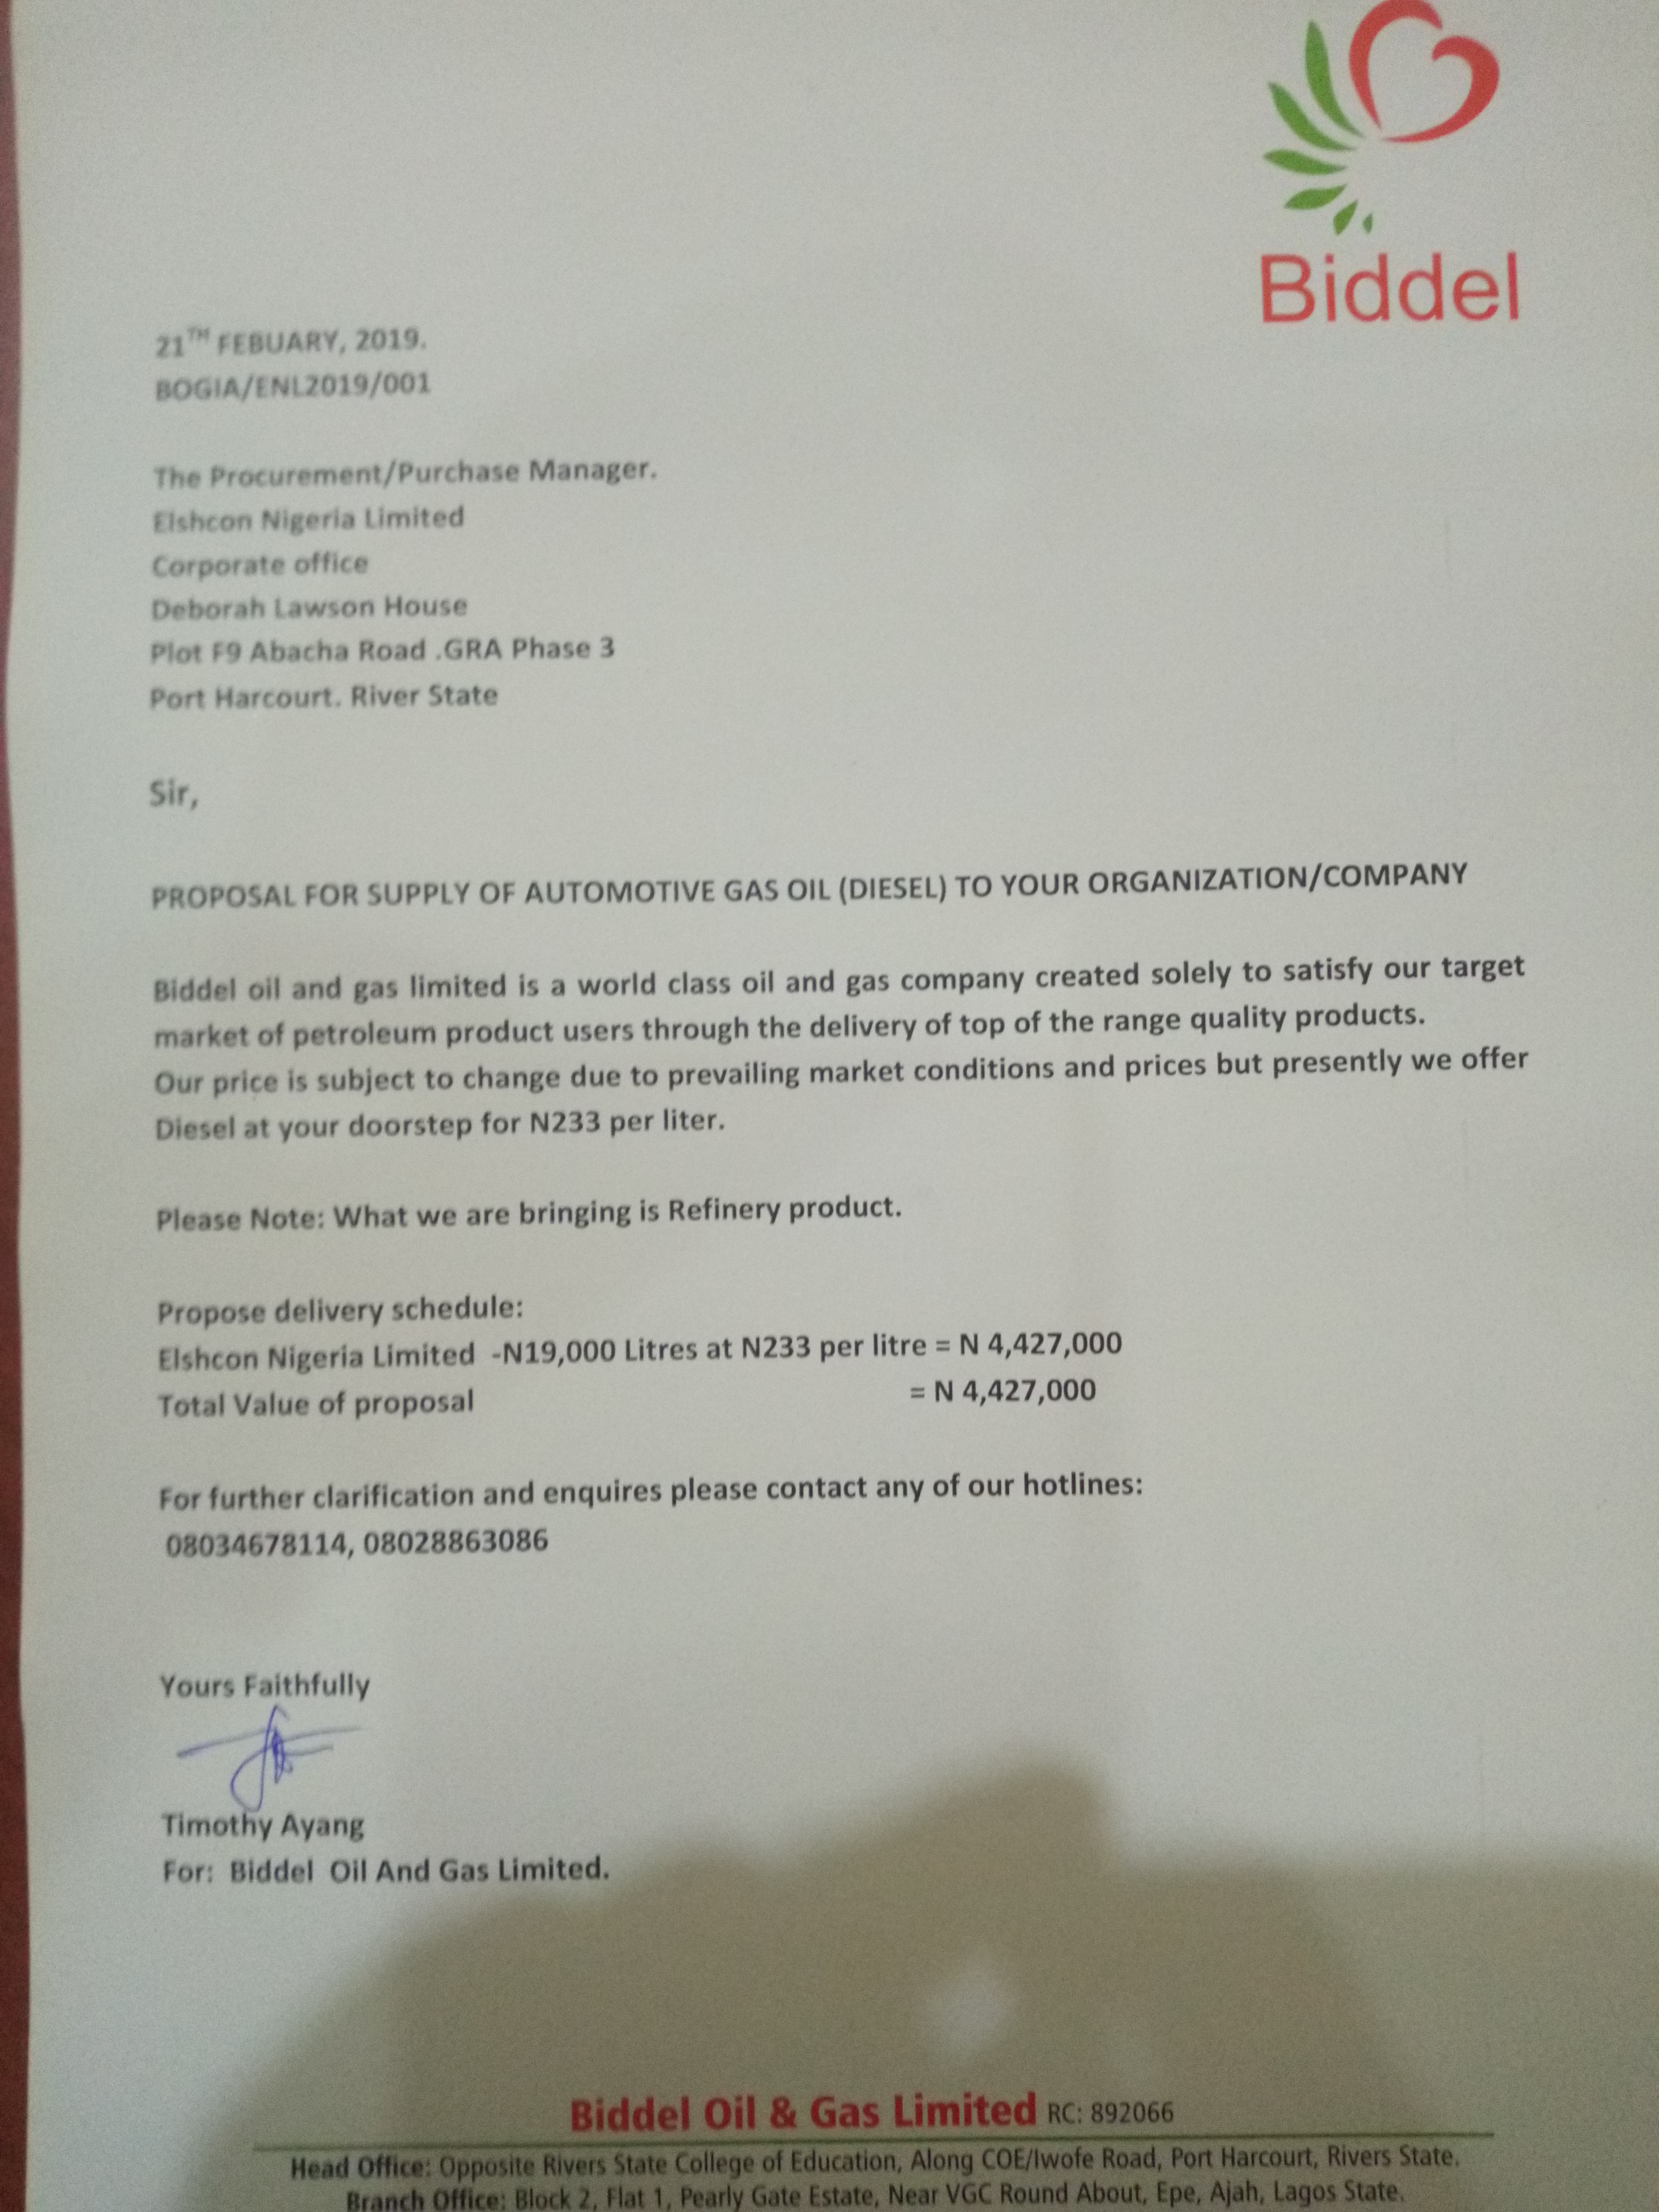 Biddel
21TH FEBUARY, 2019.
BOGIA/ENL2019/001
The Procurement/Purchase Manager.
Elshcon Nigeria Limited
Corporate office
Deborah Lawson House
Plot F9 Abacha Road .GRA Phase 3
Port Harcourt. River State
Sir,
PROPOSAL FOR SUPPLY OF AUTOMOTIVE GAS OIL (DIESEL) TO YOUR ORGANIZATION/COMPANY
Biddel oil and gas limited is a world class oil and gas company created solely to satisfy our target
market of petroleum product users through the delivery of top of the range quality products.
Our price is subject to change due to prevailing market conditions and prices but presently we offer
Diesel at your doorstep for N233 per liter.
Please Note: What we are bringing is Refinery product.
Propose delivery schedule:
Elshcon Nigeria Limited -N19,000 Litres at N233 per litre = N 4,427,000
Total Value of proposal = N 4,427,000
For further clarification and enquires please contact any of our hotlines:
08034678114, 08028863086
Yours Faithfully
Timothy Ayang
For: Biddel Oil And Gas Limited.
Biddel Oil & Gas Limited RC: 892066
Head Office: Opposite Rivers State College of Education, Along COE/Iwofe Road, Port Harcourt, Rivers State.
Branch Office: Block 2, Flat 1, Pearly Gate Estate, Near VGC Round About, Epe, Ajah, Lagos State.